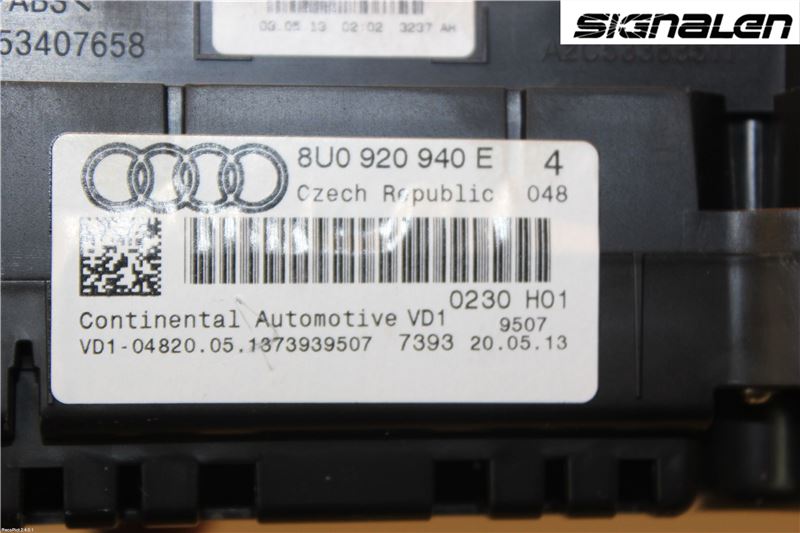 ABS<
SIGNALEN
53407658
03.05.13 02:02 3237 AH
8U0 920 940 E 4
Czech Republic 048
0230 H01
Continental Automotive VD1 9507
VD1-04820.05.1373939507 7393 20.05.13